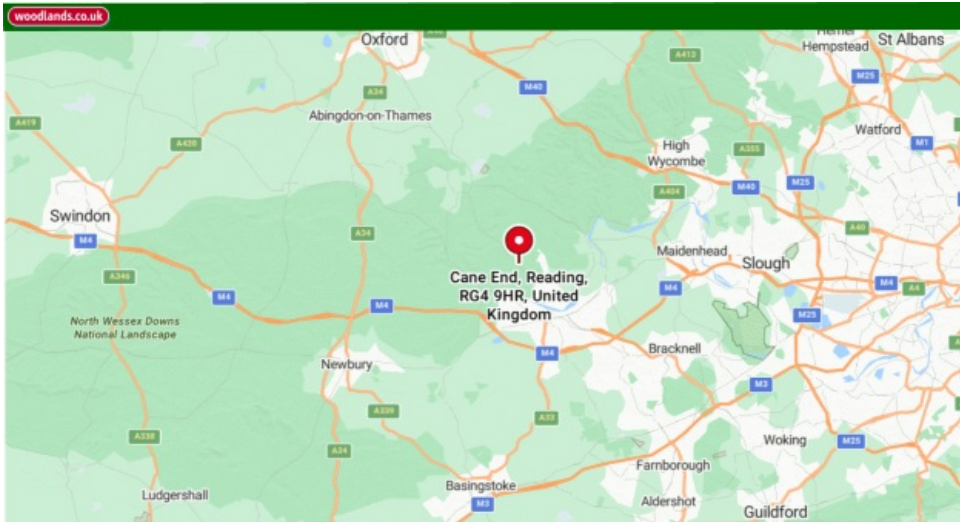 woodlands.co.uk
Oxford
Hemel
Hempstead
St Albans
A413
M40
M25
A34
Abingdon-on-Thames
A419
A420
Watford
M1
High
Wycombe
A355
M25
M40
A404
Swindon
M4
A34
A40
Maidenhead
Slough
Cane End, Reading,
RG4 9HR, United
Kingdom
A346
M4
M4
M4
M4
A4
M25
North Wessex Downs
National Landscape
Newbury
M4
Bracknell
M3
A339
A33
A338
A34
Woking
M25
Farnborough
Basingstoke
M3
Ludgershall
Aldershot
Guildford